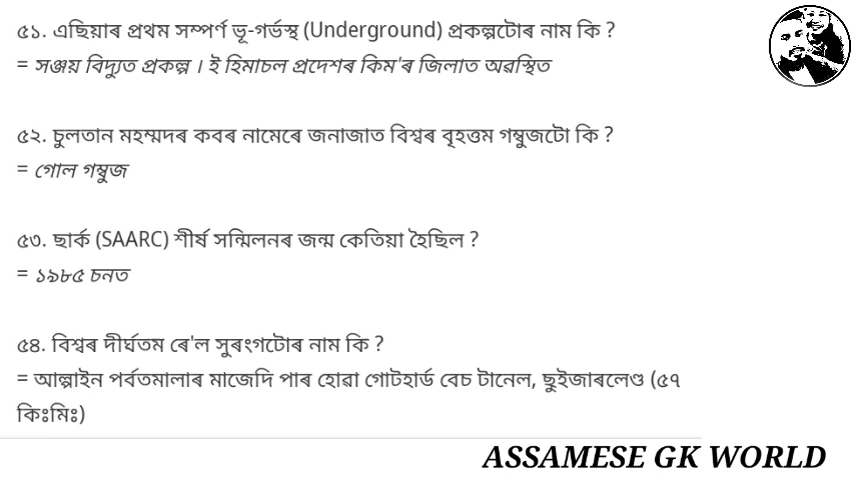 ৫১. এছিয়াৰ প্ৰথম সম্পৰ্ণ ভূ-গৰ্ভস্থ (Underground) প্ৰকল্পটোৰ নাম কি ?
= সঞ্জয় বিদ্যুত প্ৰকল্প । ই হিমাচল প্ৰদেশৰ কিম'ৰ জিলাত অৱস্থিত
৫২. চুলতান মহম্মদৰ কবৰ নামেৰে জনাজাত বিশ্বৰ বৃহত্তম গম্বুজটো কি ?
= গোল গম্বুজ
৫৩. ছাৰ্ক (SAARC) শীৰ্ষ সন্মিলনৰ জন্ম কেতিয়া হৈছিল ?
= ১৯৮৫ চনত
৫৪. বিশ্বৰ দীৰ্ঘতম ৰে'ল সুৰংগটোৰ নাম কি ?
= আল্পাইন পৰ্বতমালাৰ মাজেদি পাৰ হোৱা গোটহাৰ্ড বেচ টানেল, ছুইজাৰলেণ্ড (৫৭
কিঃমিঃ)
ASSAMESE GK WORLD